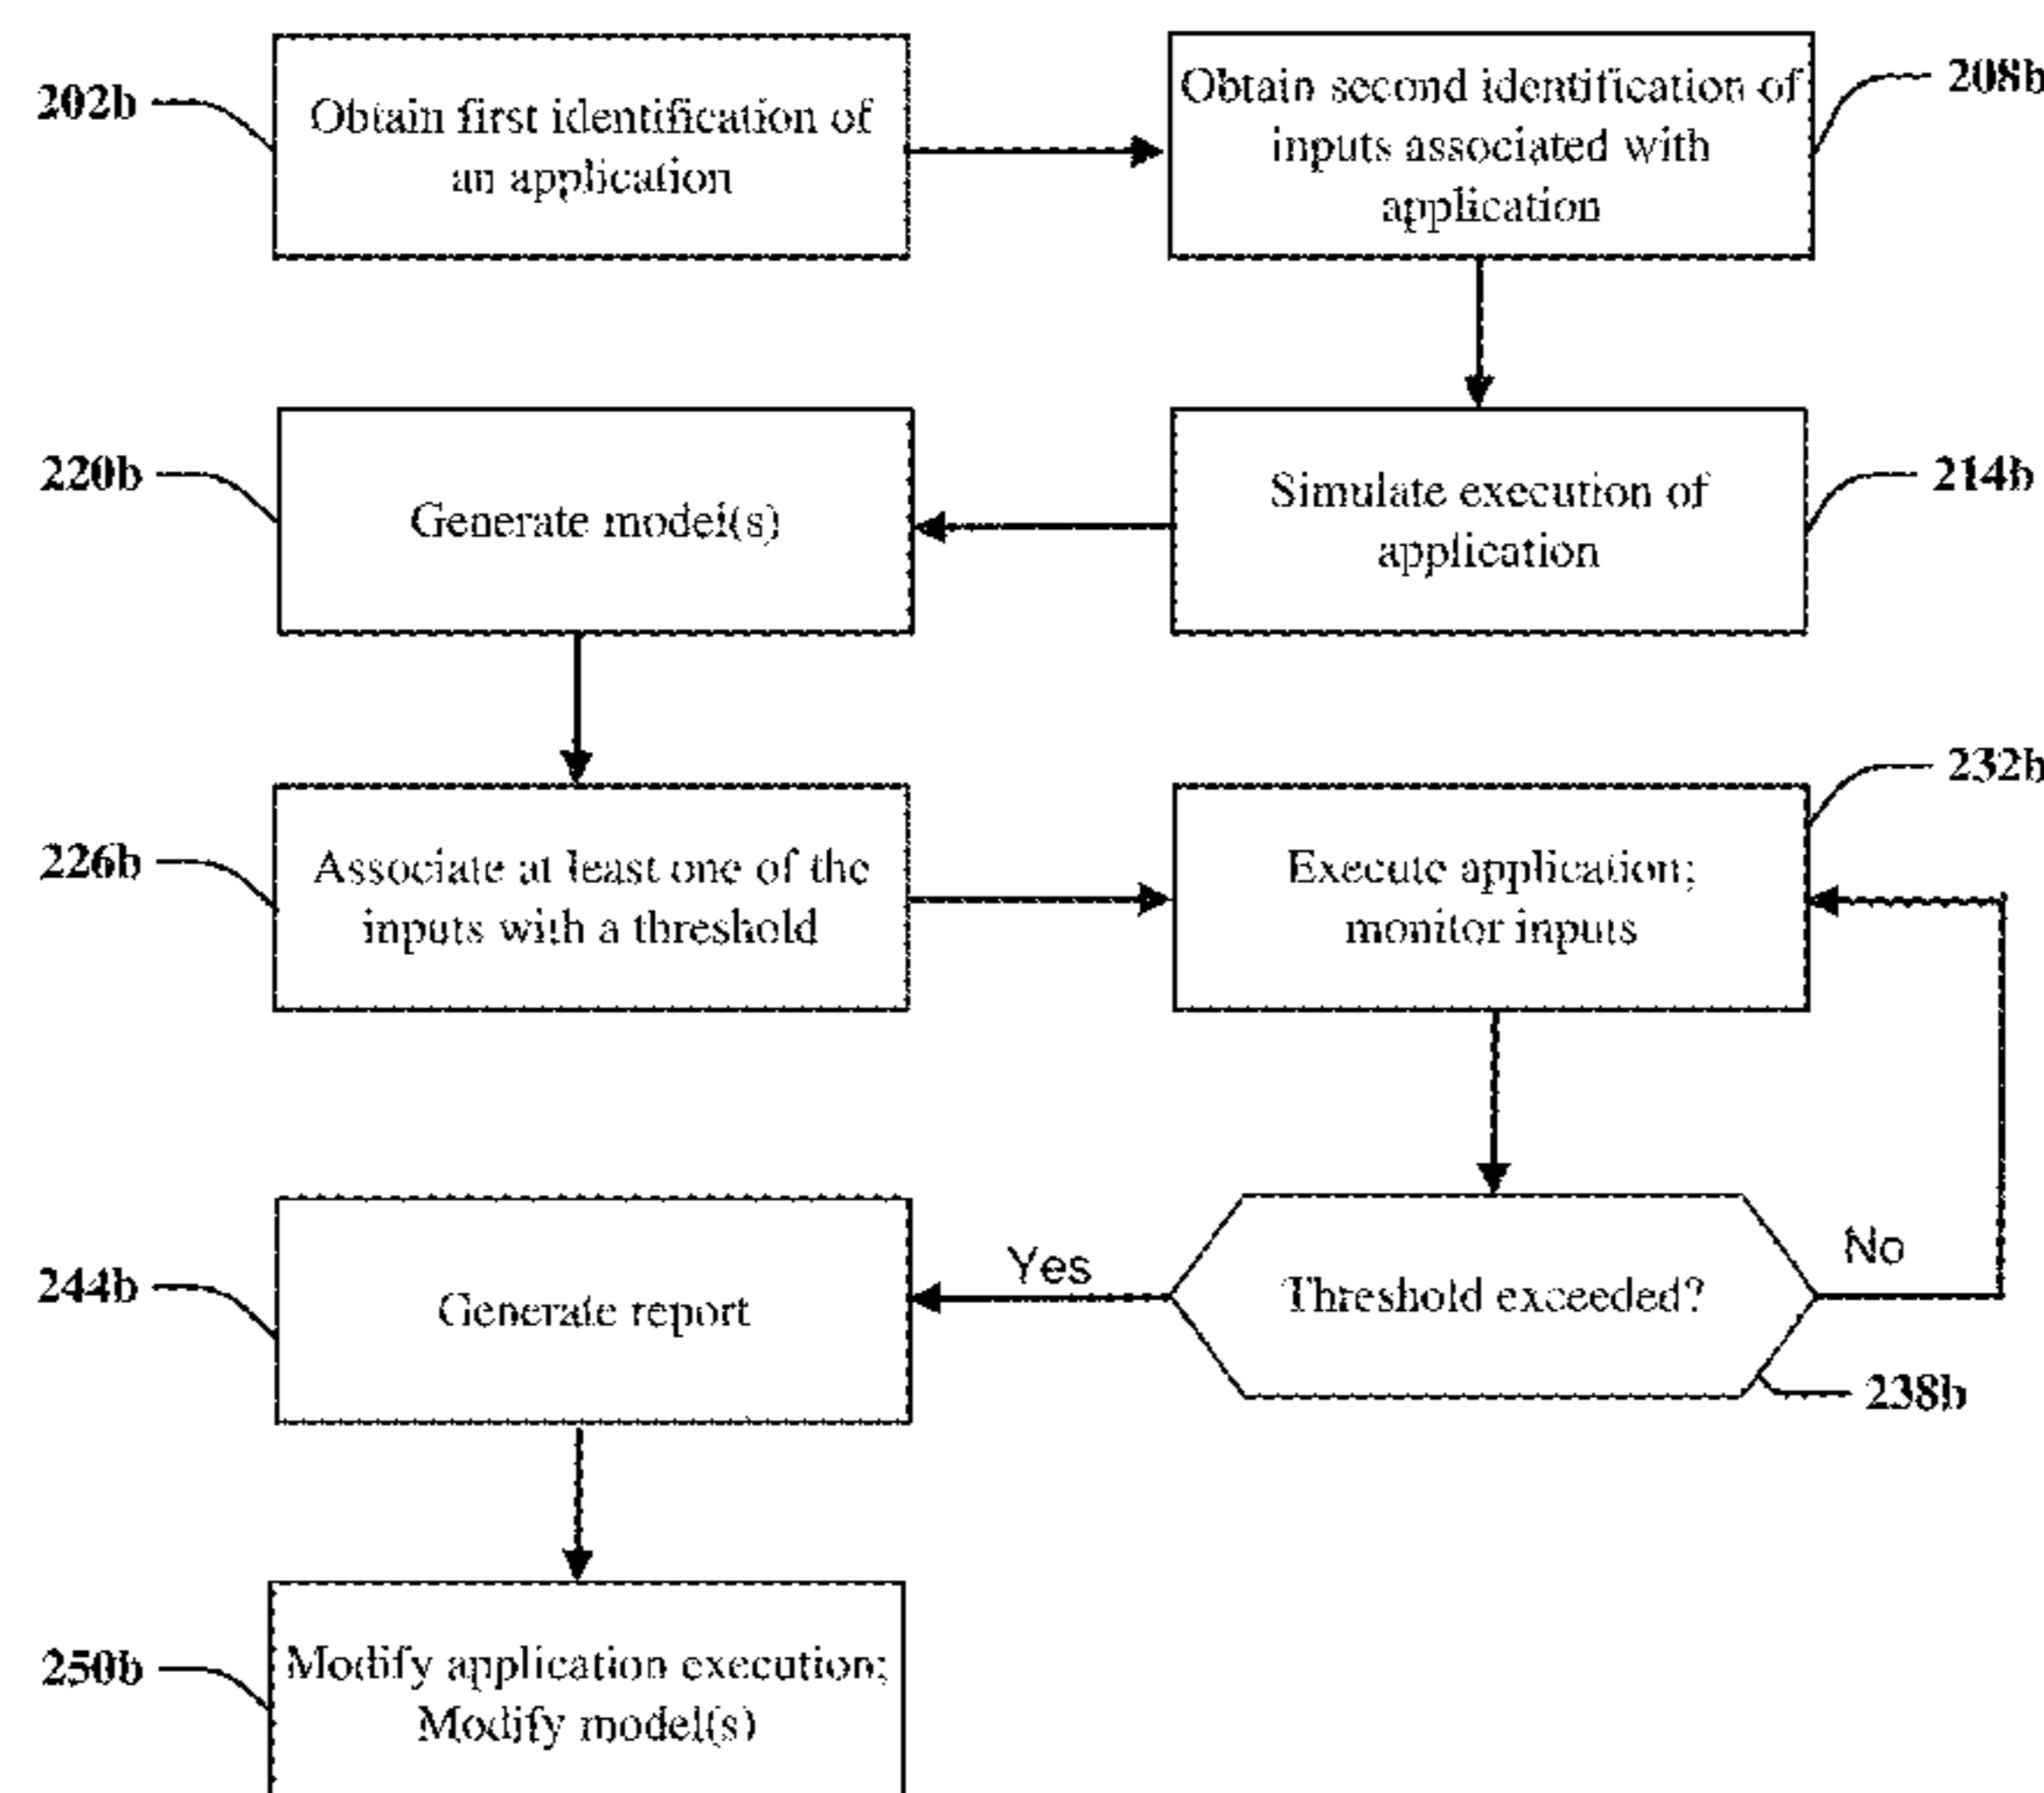 202b
Obtain first identification of
an application
Obtain second identification of
inputs associated with
application
208b
220b
Generate model(s)
Simulate execution of
application
214b
226b
Associate at least one of the
inputs with a threshold
Execute application;
monitor inputs
232b
244b
Generate report
Yes
Threshold exceeded?
No
238b
250b
Modify application execution;
Modify model(s)